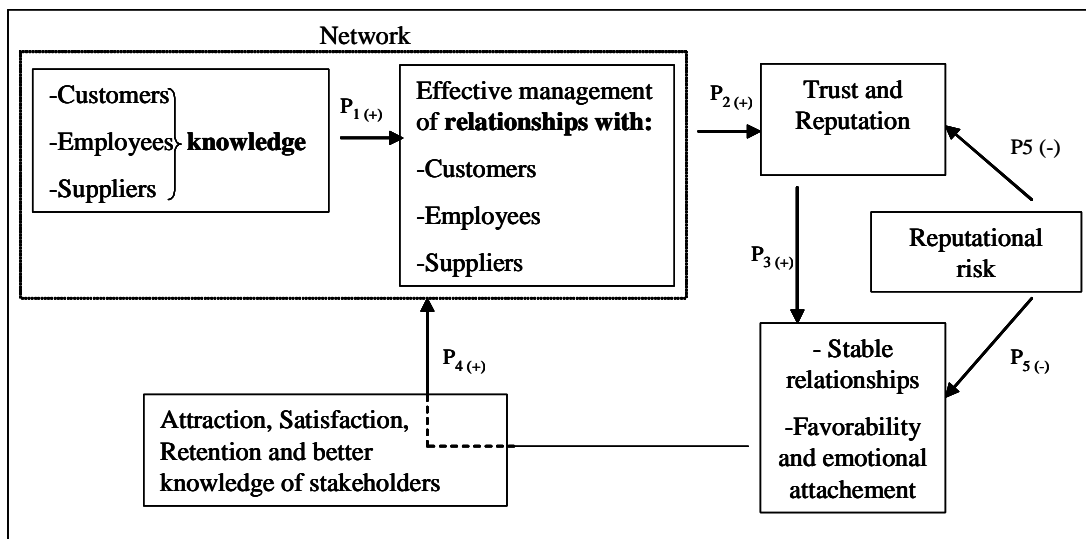 Network
-Customers
-Employees knowledge
-Suppliers
P1 (+)
Effective management
of relationships with:
-Customers
-Employees
-Suppliers
P2 (+)
Trust and
Reputation
P5 (-)
Reputational
risk
P3 (+)
P5 (-)
- Stable
relationships
-Favorability
and emotional
attachement
P4 (+)
Attraction, Satisfaction,
Retention and better
knowledge of stakeholders